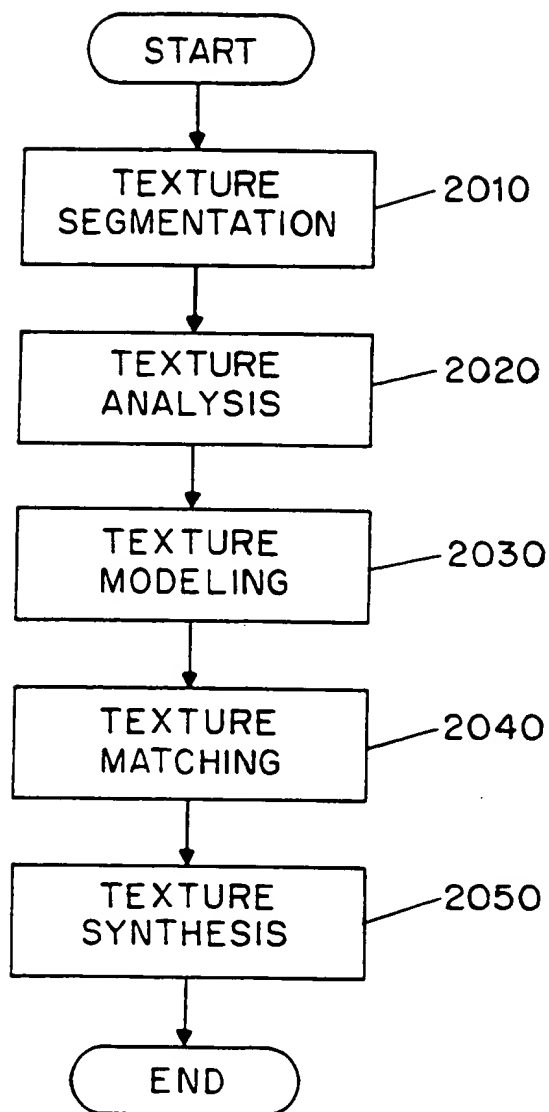 START
TEXTURE
SEGMENTATION
2010
TEXTURE
ANALYSIS
2020
TEXTURE
MODELING
2030
TEXTURE
MATCHING
2040
TEXTURE
SYNTHESIS
2050
END